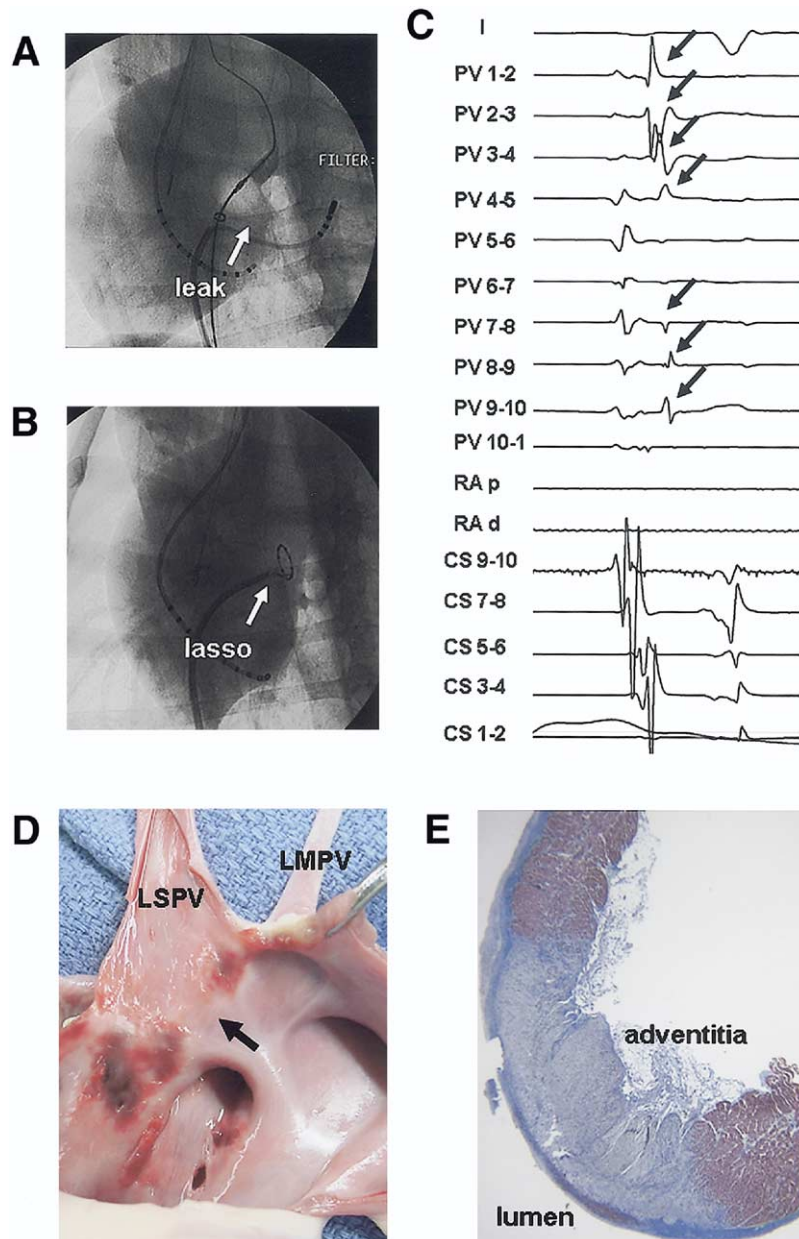 A
FILTER:
leak
B
lasso
C
I
PV 1-2
PV 2-3
PV 3-4
PV 4-5
PV 5-6
PV 6-7
PV 7-8
PV 8-9
PV 9-10
PV 10-1
RA p
RA d
CS 9-10
CS 7-8
CS 5-6
CS 3-4
CS 1-2
D
LSPV
LMPV
E
adventitia
lumen